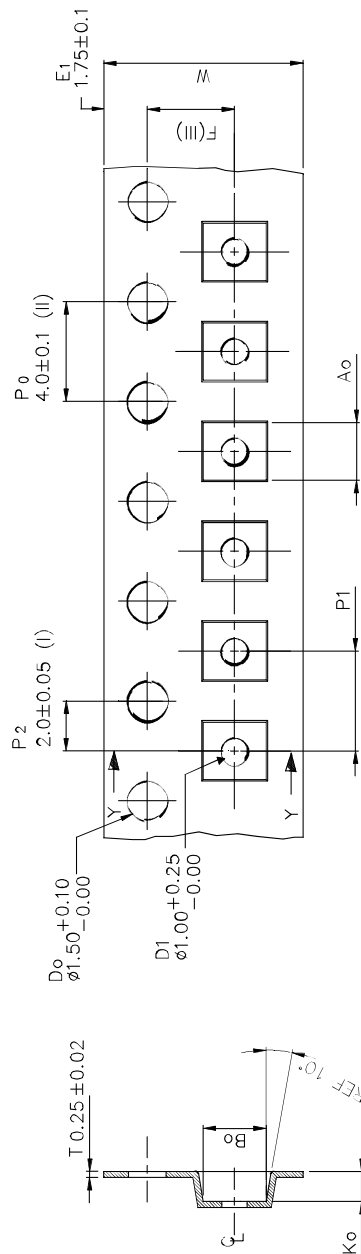 E1
1.75±0.1
W
F(III)
P0
4.0±0.1 (II)
Ao
P2
2.0±0.05 (I)
P1
Y
Y
Do
ø1.50 +0.10
-0.00
D1
ø1.00 +0.25
-0.00
T 0.25 ±0.02
Bo
REF 10°
CL
Ko